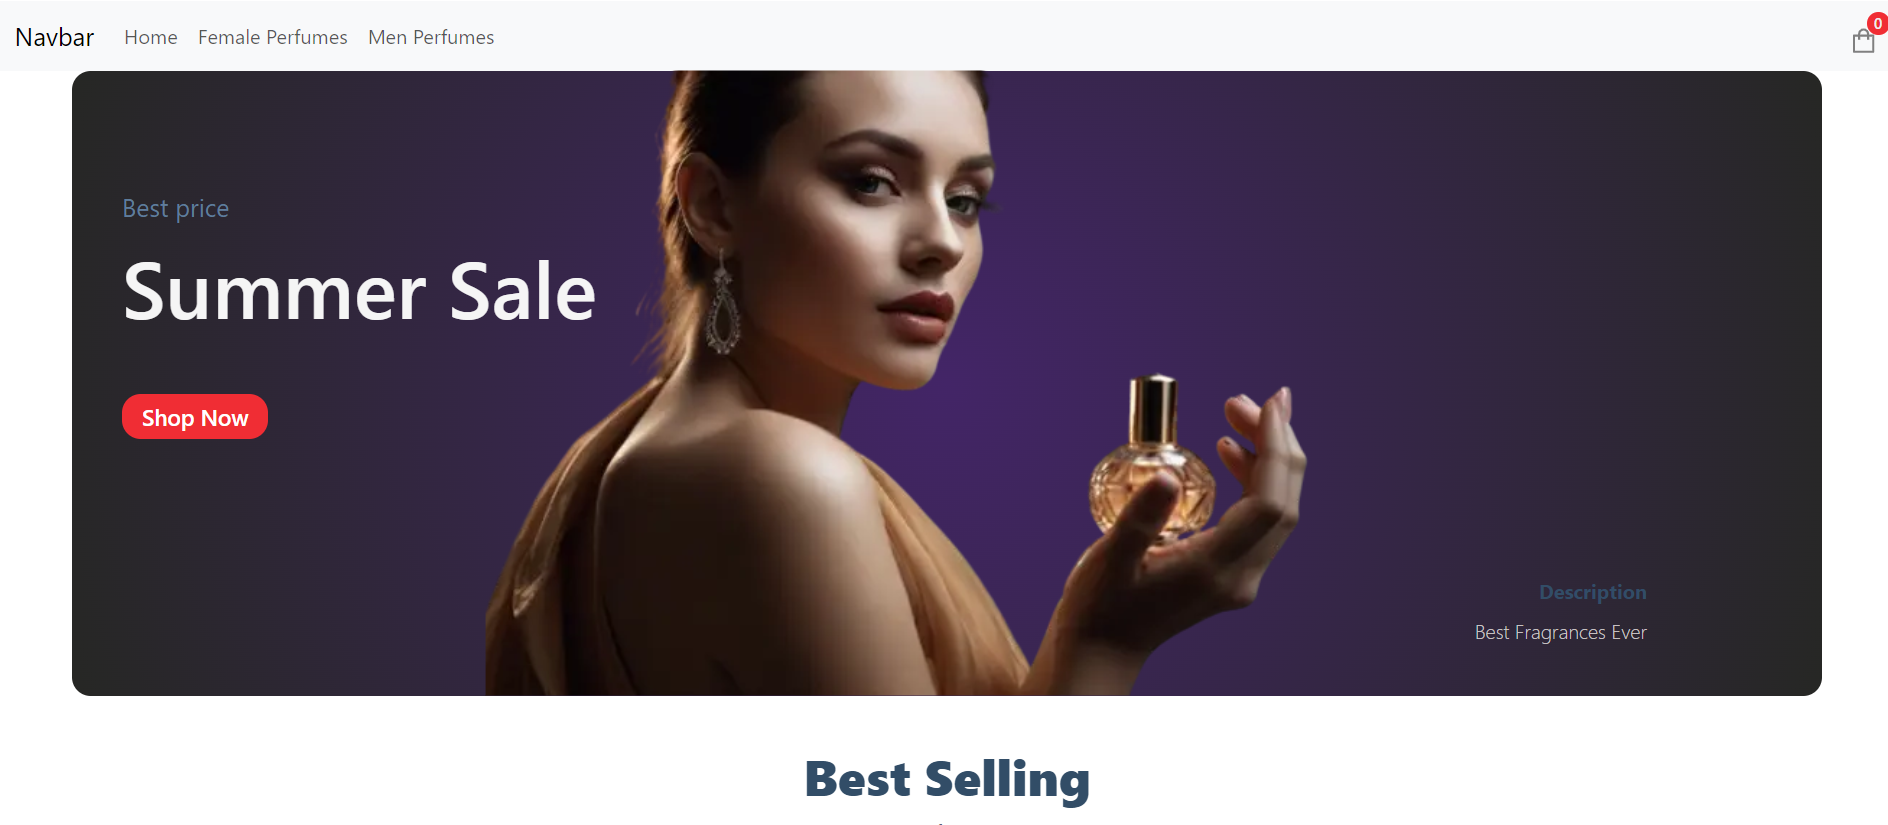 Navbar Home Female Perfumes Men Perfumes 0
Best price
Summer Sale
Shop Now
Description
Best Fragrances Ever
Best Selling